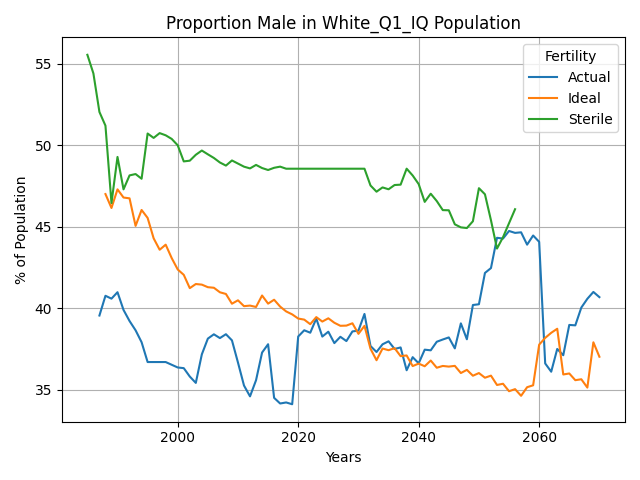 Proportion Male in White_Q1_IQ Population
Fertility
Actual
Ideal
Sterile
% of Population
55
50
45
40
35
2000
2020
2040
2060
Years